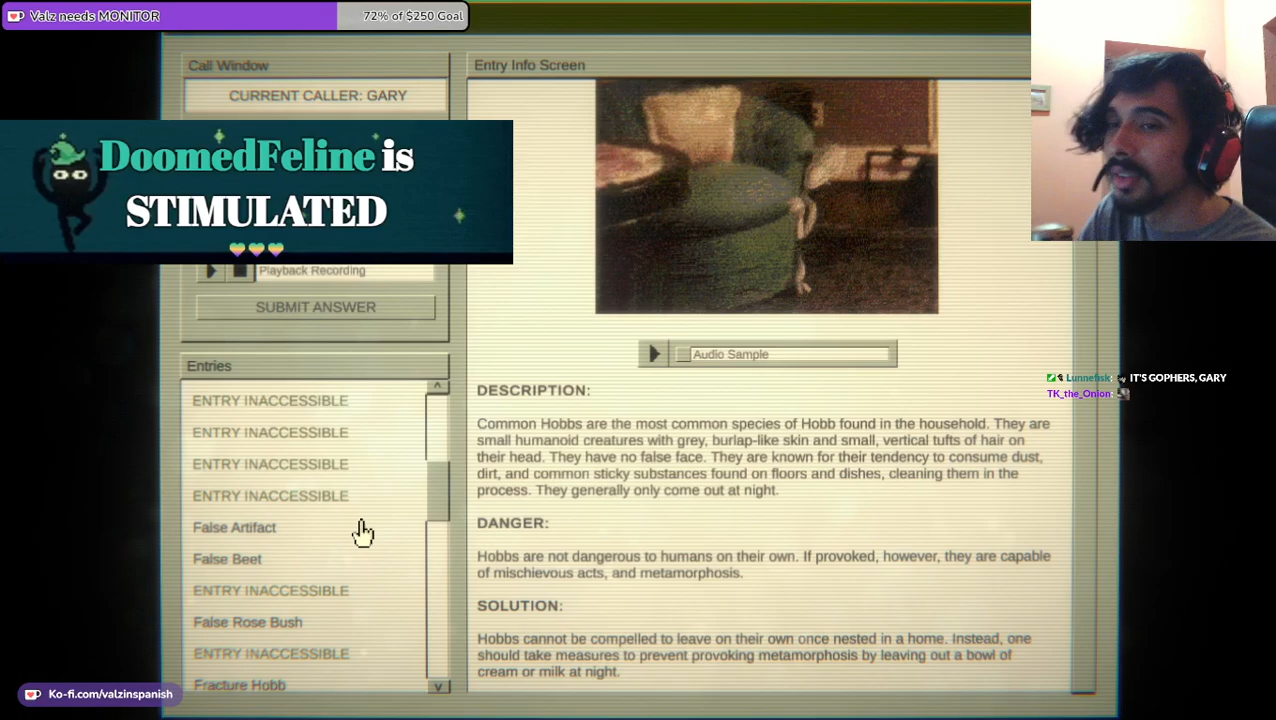 Valz needs MONITOR
72% of $250 Goal
Call Window
CURRENT CALLER: GARY
DoomedFeline is
STIMULATED
Playback Recording
SUBMIT ANSWER
Entries
ENTRY INACCESSIBLE
ENTRY INACCESSIBLE
ENTRY INACCESSIBLE
ENTRY INACCESSIBLE
False Artifact
False Beet
ENTRY INACCESSIBLE
False Rose Bush
ENTRY INACCESSIBLE
Fracture Hobb
Ko-fi.com/valzinspanish
Entry Info Screen
Audio Sample
DESCRIPTION:
Common Hobbs are the most common species of Hobb found in the household. They are
small humanoid creatures with grey, burlap-like skin and small, vertical tufts of hair on
their head. They have no false face. They are known for their tendency to consume dust,
dirt, and common sticky substances found on floors and dishes, cleaning them in the
process. They generally only come out at night.
DANGER:
Hobbs are not dangerous to humans on their own. If provoked, however, they are capable
of mischievous acts, and metamorphosis.
SOLUTION:
Hobbs cannot be compelled to leave on their own once nested in a home. Instead, one
should take measures to prevent provoking metamorphosis by leaving out a bowl of
cream or milk at night.
Lunnefisk: IT'S GOPHERS, GARY
TK_the_Onion: